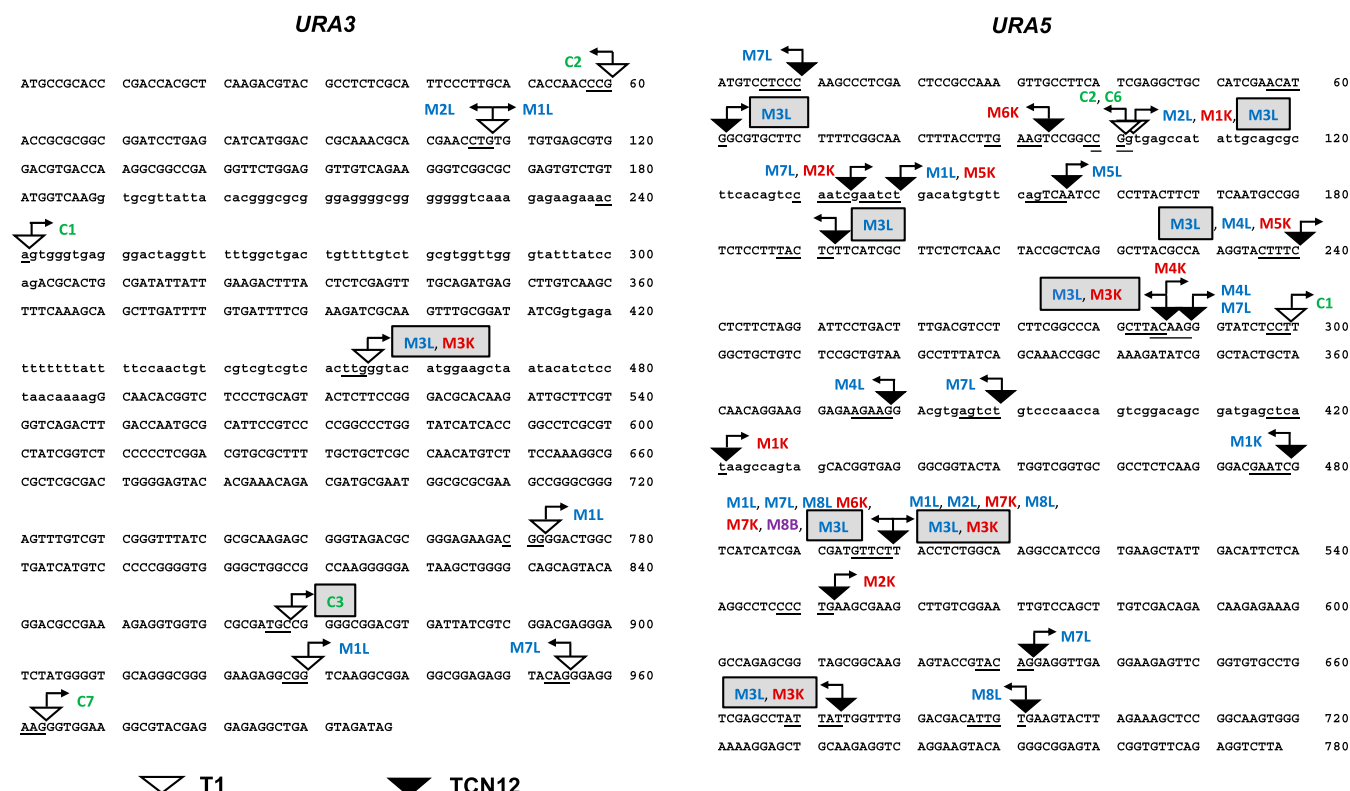 URA3
C2
ATGCCGCACC CGACCACGCT CAAGACGTAC GCCTCTCGCA TTCCCTTGCA CACCAACCCG 60
M2L M1L
ACCGCGCGGC GGATCCTGAG CATCATGGAC CGCAAACGCA CGAACCTGTG TGTGAGCGTG 120
GACGTGACCA AGGCGGCCGA GGTTCTGGAG GTTGTCAGAA GGGTCGGCGC GAGTGTCTGT 180
ATGGTCAAgg tgcgttatta cacgggcgcg ggaggggcgg gggggtcaaa gagaagaaac 240
C1
agtgggtgag ggactaggtt tttggctgac tgttttgtct gcgtggttgg gtatttatcc 300
agACGCACTG CGATATTATT GAAGACTTTA CTCTCGAGTT TGCAGATGAG CTTGTCAAGC 360
TTTCAAAGCA GCTTGATTTT GTGATTTTCG AAGATCGCAA GTTTGCGGAT ATCGgtgaga 420
M3L, M3K
tttttttatt tttccaactgt cgtcgtcgtc acttgggtac atggaagcta atacatctcc 480
taacaaaagG CAACACGGTC TCCCTGCAGT ACTCTTCCGG GACGCACAAG ATTGCTTCGT 540
GGTCAGACTT GACCAATGCG CATTCCGTCC CCGGCCCTGG TATCATCACC GGCCTCGCGT 600
CTATCGGTCT CCCCCTCGGA CGTGCGCTTT TGCTGCTCGC CAACATGTCT TCCAAAGGCG 660
CGCTCGCGAC TGGGGAGTAC ACGAAACAGA CGATGCGAAT GGCGCGCGAA GCCGGGCGGG 720
M1L
AGTTTGTCGT CGGGTTTATC GCGCAAGAGC GGGTAGACGC GGGAGAAGAC GGGGACTGGC 780
TGATCATGTC CCCCGGGGTG GGGCTGGCCG CCAAGGGGGA TAAGCTGGGG CAGCAGTACA 840
C3
GGACGCCGAA AGAGGTGGTG CGCGATGCCG GGGCGGACGT GATTATCGTC GGACGAGGGA 900
M1L M7L
TCTATGGGGT GCAGGGCGGG GAAGAGGCGG TCAAGGCGGA GGCGGAGAGG TACAGGGAGG 960
C7
AAGGGTGGAA GGCGTACGAG GAGAGGCTGA GTAGATAG
URA5
M7L
ATGTCCTCCC AAGCCCTCGA CTCCGCCAAA GTTGCCTTCA TCGAGGCTGC CATCGAACAT 60
M3L M6K C2, C6 M2L, M1K, M3L
GGCGTGCTTC TTTTCGGCAA CTTTACCTTG AAGTCCGGCC Ggtgagccat attgcagcgc 120
M7L, M2K M1L, M5K M5L
ttcacagtcc aaatcgaatct gacatgtgtt cagTCAATCC CCTTACTTCT TCAATGCCGG 180
M3L M3L, M4L, M5K
TCTCCTTTAC TCTTCATCGC TTCTCTCAAC TACCGCTCAG GCTTACGCCA AGGTACTTTC 240
M3L, M3K M4K M4L
M7L C1
CTCTTCTAGG ATTCCTGACT TTGACGTCCT CTTCGGCCCA GCTTACAAGG GTATCTCCTT 300
GGCTGCTGTC TCCGCTGTAA GCCTTTATCA GCAAACCGGC AAAGATATCG GCTACTGCTA 360
M4L M7L
CAACAGGAAG GAGAAGAAGG ACgtgagtct gtcccaacca gtcggacagc gatgagctca 420
M1K M1K
taagccagta gCACGGTGAG GGCGGTACTA TGGTCGGTGC GCCTCTCAAG GGACGAATCG 480
M1L, M7L, M8L M6K, M1L, M2L, M7K, M8L,
M7K, M8B, M3L M3L, M3K
TCATCATCGA CGATGTTCTT ACCTCTGGCA AGGCCATCCG TGAAGCTATT GACATTCTCA 540
M2K
AGGCCTCCCC TGAAGCGAAG CTTGTCGGAA TTGTCCAGCT TGTCGACAGA CAAGAGAAAG 600
M7L
GCCAGAGCGG TAGCGGCAAG AGTACCGTAC AGGAGGTTGA GGAAGAGTTC GGTGTGCCTG 660
M3L, M3K M8L
TCGAGCCTAT TATTGGTTTG GACGACATTG TGAAGTACTT AGAAAGCTCC GGCAAGTGGG 720
AAAAGGAGCT GCAAGAGGTC AGGAAGTACA GGGCGGAGTA CGGTGTTCAG AGGTCTTA 780
T1 TCN12